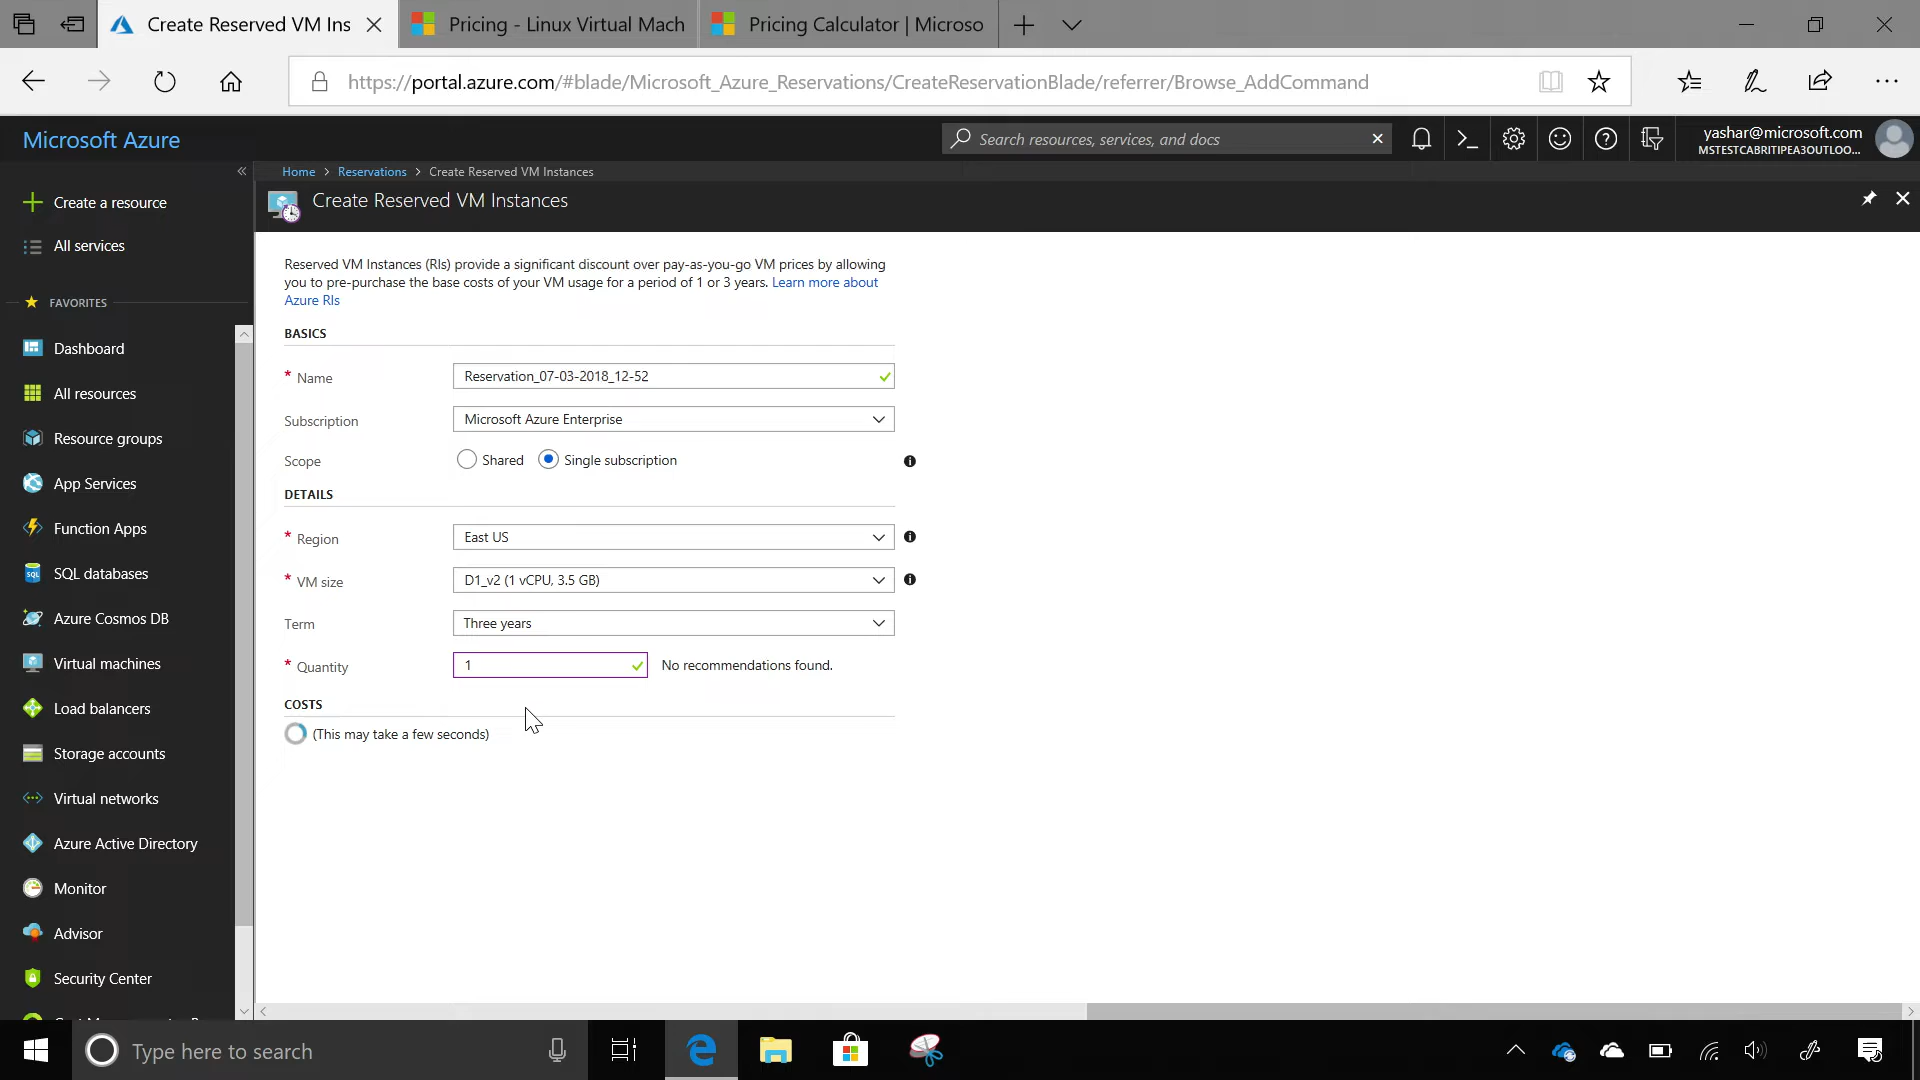 Create Reserved VM Ins
Pricing - Linux Virtual Mach
Pricing Calculator | Microso
https://portal.azure.com/#blade/Microsoft_Azure_Reservations/CreateReservationBlade/referrer/Browse_AddCommand
Microsoft Azure
Search resources, services, and docs
yashar@microsoft.com
MSTESTCABRITIPEA3OUTLOO...
Home > Reservations > Create Reserved VM Instances
Create Reserved VM Instances
Create a resource
All services
FAVORITES
Dashboard
All resources
Resource groups
App Services
Function Apps
SQL databases
Azure Cosmos DB
Virtual machines
Load balancers
Storage accounts
Virtual networks
Azure Active Directory
Monitor
Advisor
Security Center
Reserved VM Instances (RIs) provide a significant discount over pay-as-you-go VM prices by allowing
you to pre-purchase the base costs of your VM usage for a period of 1 or 3 years. Learn more about
Azure RIs
BASICS
* Name
Reservation_07-03-2018_12-52
Subscription
Microsoft Azure Enterprise
Scope
Shared
Single subscription
DETAILS
* Region
East US
* VM size
D1_v2 (1 vCPU, 3.5 GB)
Term
Three years
* Quantity
1
No recommendations found.
COSTS
(This may take a few seconds)
Type here to search